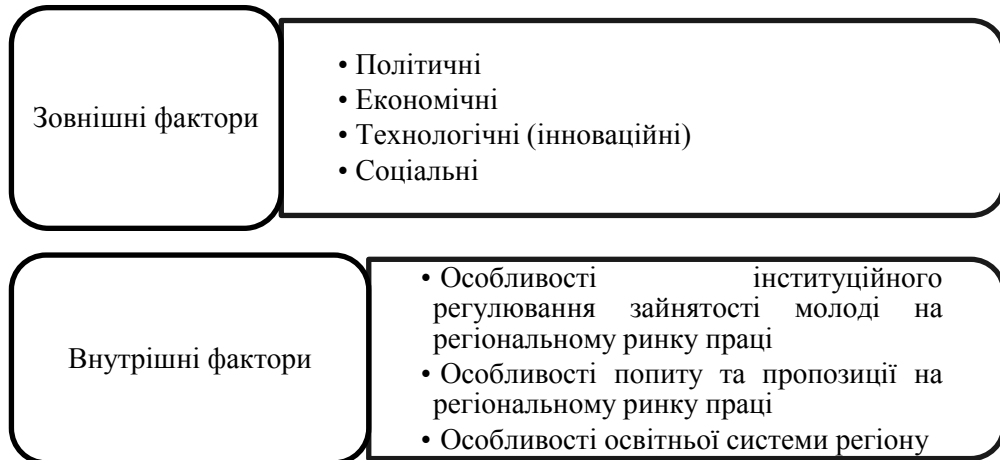 Зовнішні фактори
• Політичні
• Економічні
• Технологічні (інноваційні)
• Соціальні
Внутрішні фактори
• Особливості інституційного
регулювання зайнятості молоді на
регіональному ринку праці
• Особливості попиту та пропозиції на
регіональному ринку праці
• Особливості освітньої системи регіону